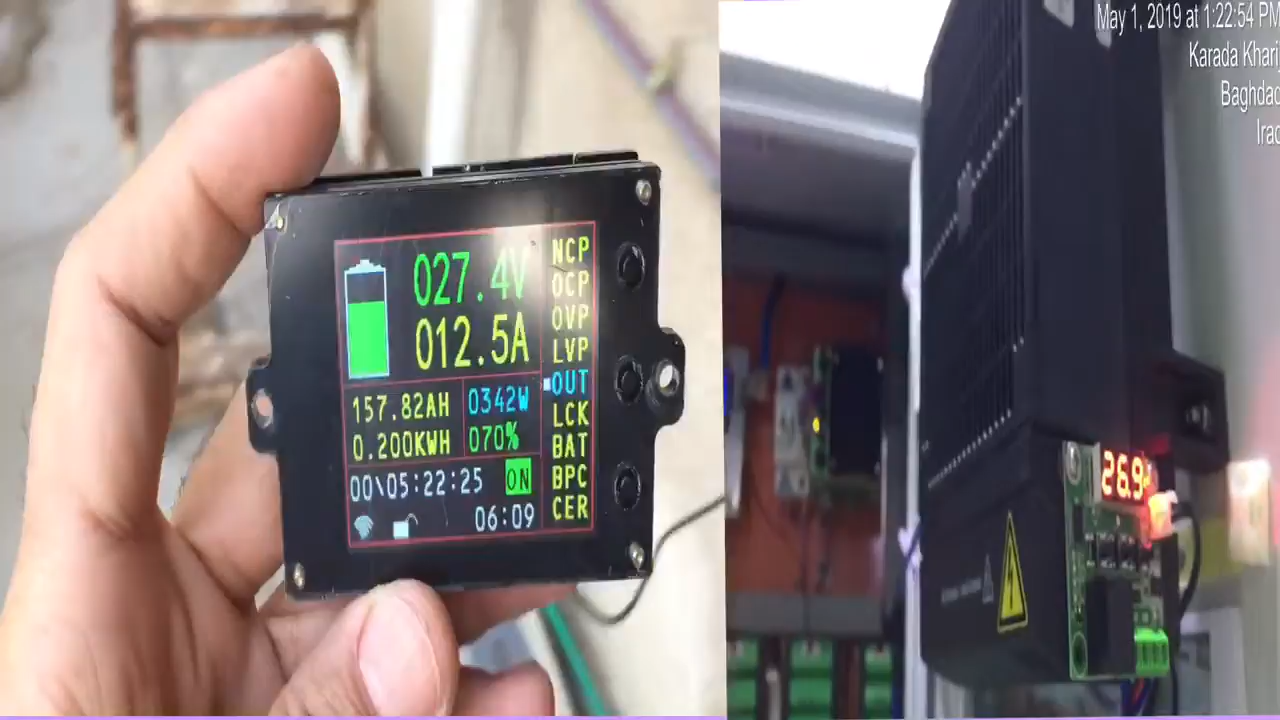 027.4V
012.5A
157.82AH
0342W
0.200KWH
070%
00\05:22:25
ON
06:09
NCP
OCP
OVP
LVP
OUT
LCK
BAT
BPC
CER
May 1, 2019 at 1:22:54 PM
Karada Kharij
Baghdad
Iraq
26.9